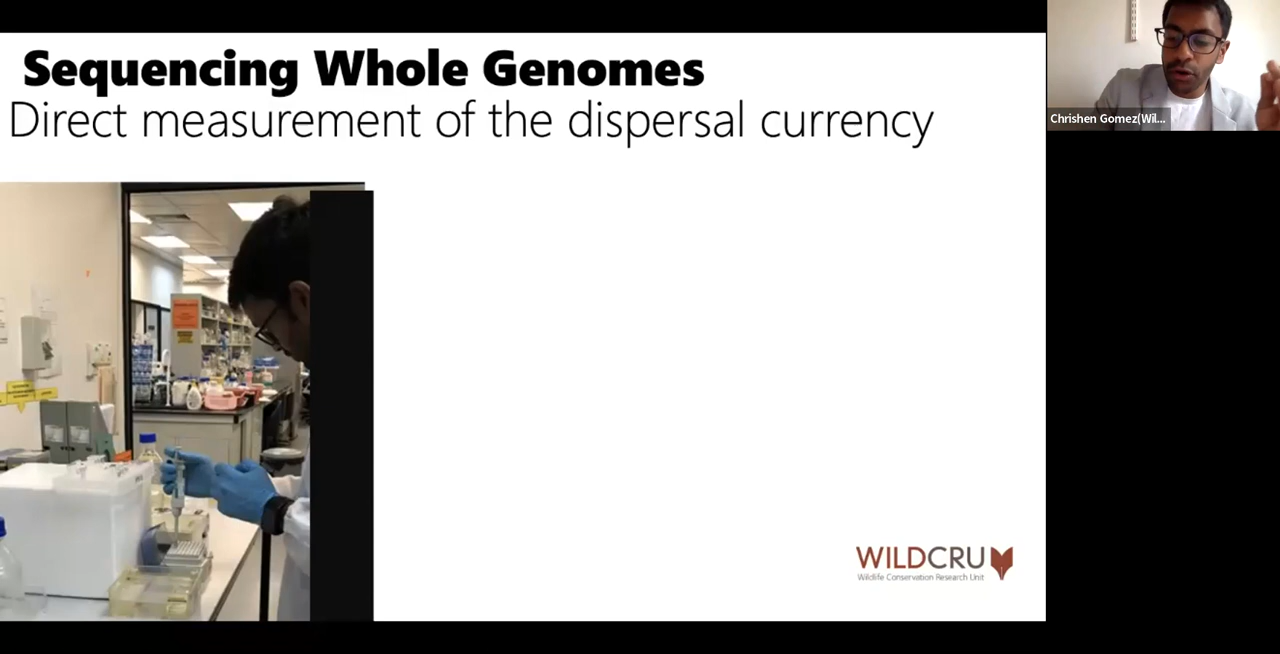 Sequencing Whole Genomes
Direct measurement of the dispersal currency
Chrishen Gomez(Wil...
WILDCRU
Wildlife Conservation Research Unit